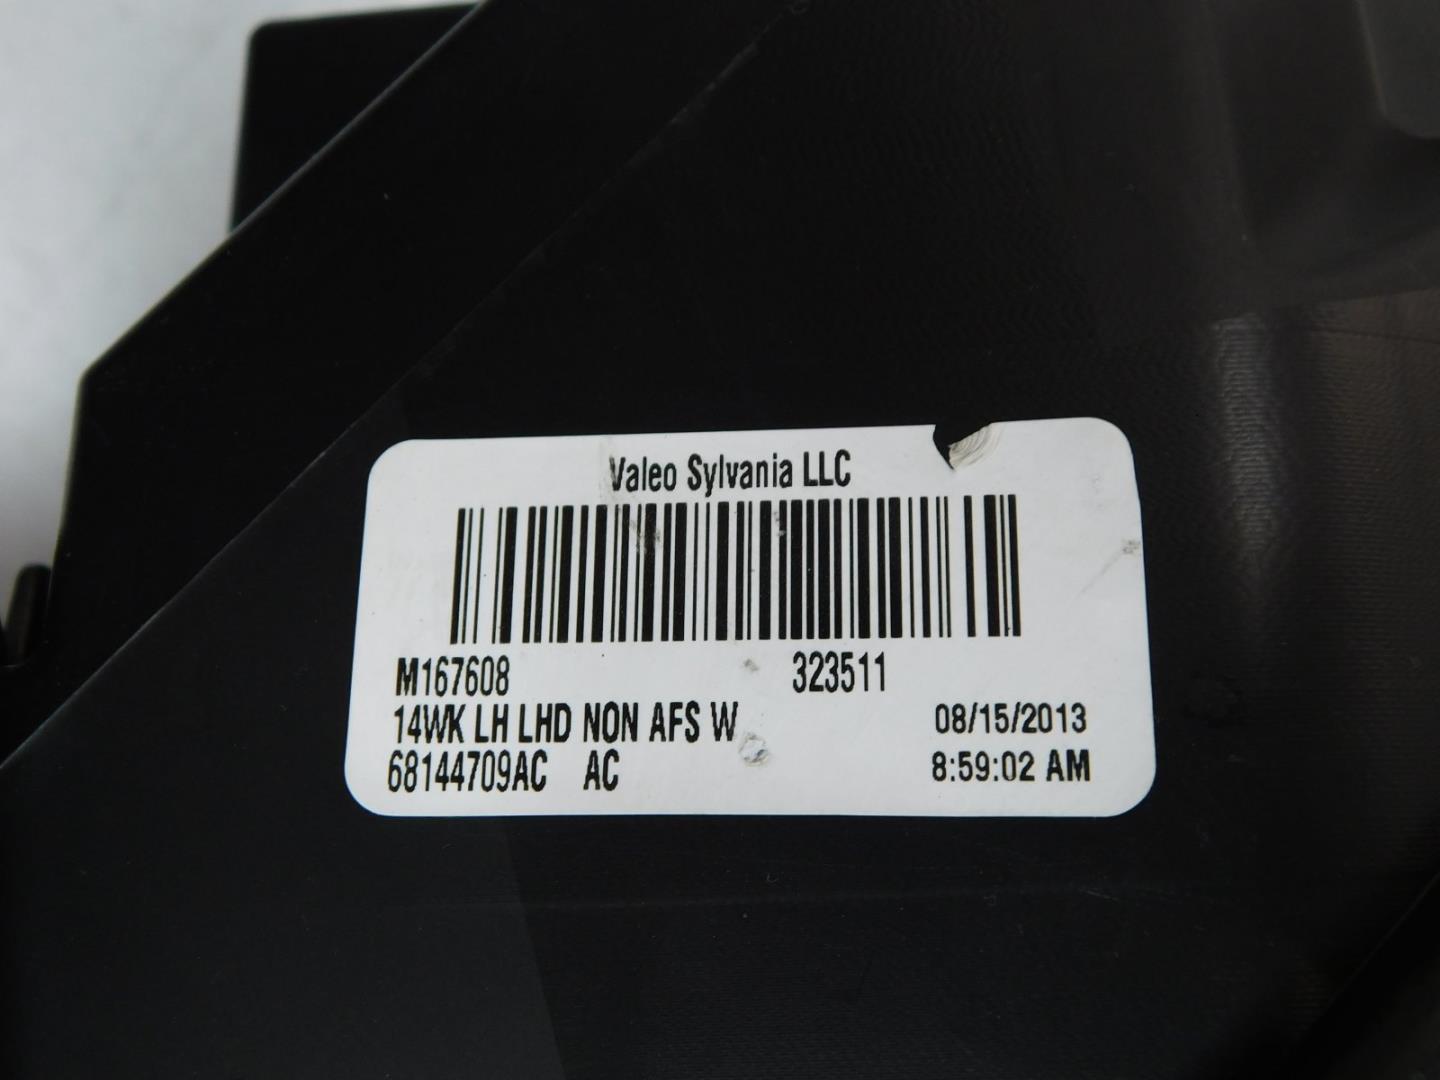 Valeo Sylvania LLC
M167608 323511
14WK LH LHD NON AFS W 08/15/2013
68144709AC AC 8:59:02 AM